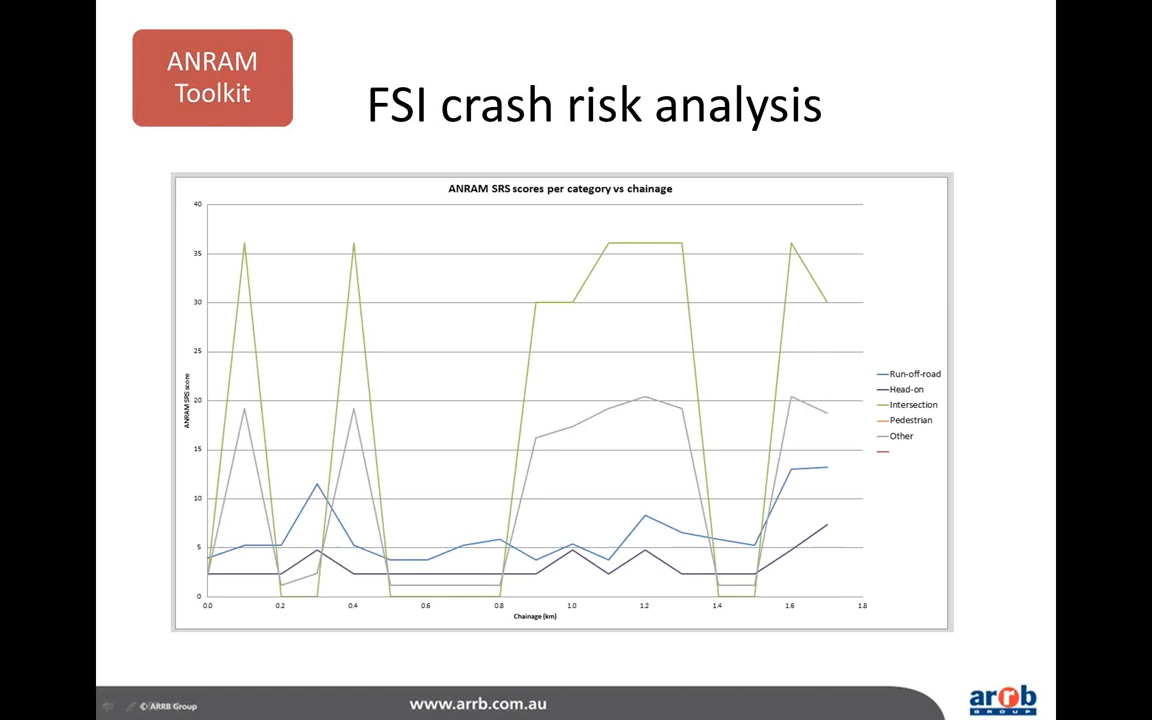 ANRAM
Toolkit
FSI crash risk analysis
ANRAM SRS scores per category vs chainage
40
35
30
25
20
15
10
5
0
ANRAM SRS score
0.0 0.2 0.4 0.6 0.8 1.0 1.2 1.4 1.6 1.8
Chainage (km)
Run-off-road
Head-on
Intersection
Pedestrian
Other
ARRB Group
www.arrb.com.au
arrb
GROUP